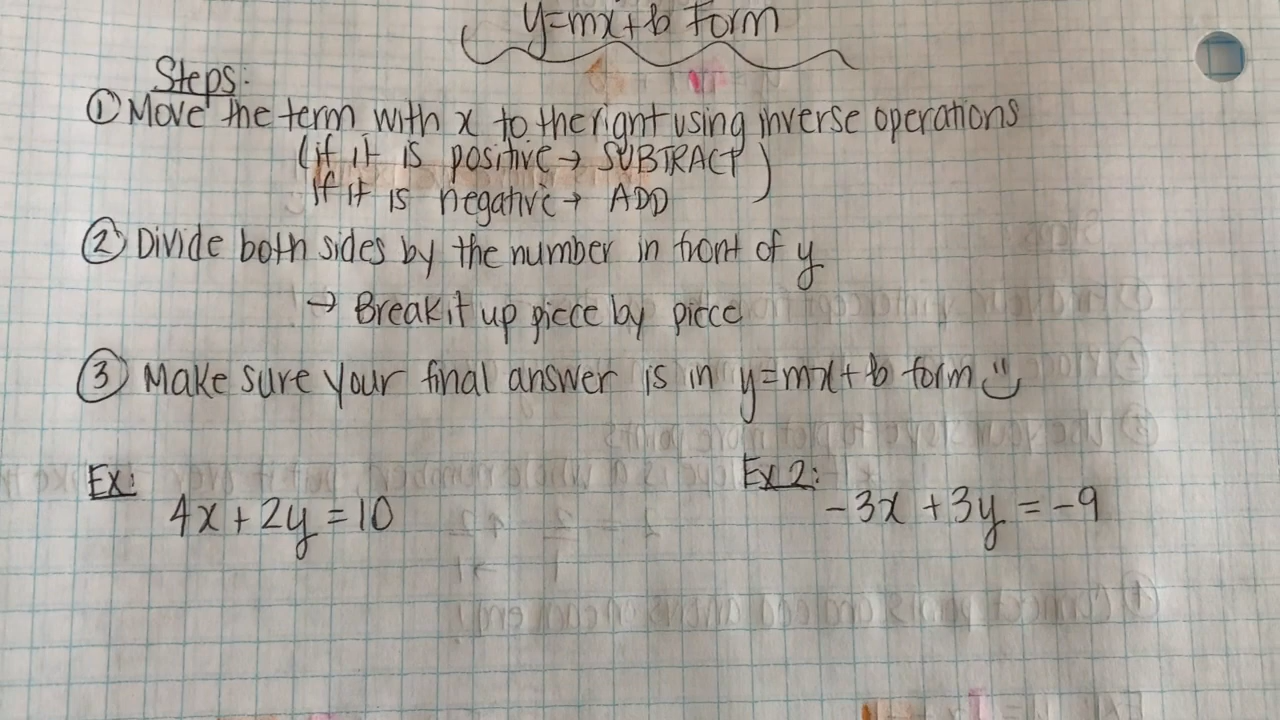 y=mx+b form
Steps:
① Move the term with x to the right using inverse operations
(if it is positive → SUBTRACT
if it is negative → ADD)
② Divide both sides by the number in front of y
→ Break it up piece by piece
③ Make sure your final answer is in y=mx+b form
Ex:
4x+2y=10
Ex 2:
-3x+3y=-9